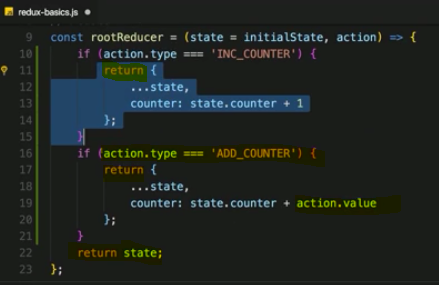 redux-basics.js
9 const rootReducer = (state = initialState, action) => {
10 if (action.type === 'INC_COUNTER') {
11 return {
12 ...state,
13 counter: state.counter + 1
14 };
15 }
16 if (action.type === 'ADD_COUNTER') {
17 return {
18 ...state,
19 counter: state.counter + action.value
20 };
21 }
22 return state;
23 };